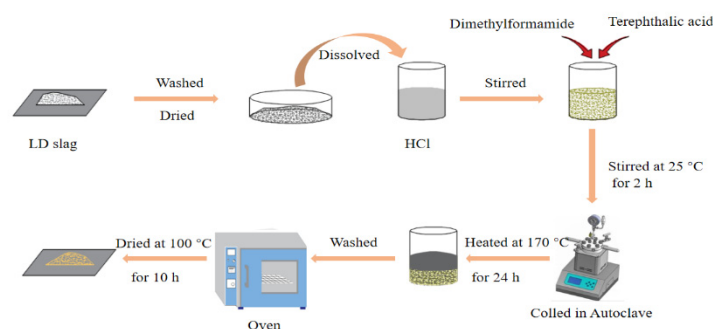 Dimethylformamide
Terephthalic acid
Dissolved
Washed
Dried
Stirred
LD slag
HCl
Stirred at 25 °C
for 2 h
Dried at 100 °C
for 10 h
Washed
Heated at 170 °C
for 24 h
Oven
Colled in Autoclave